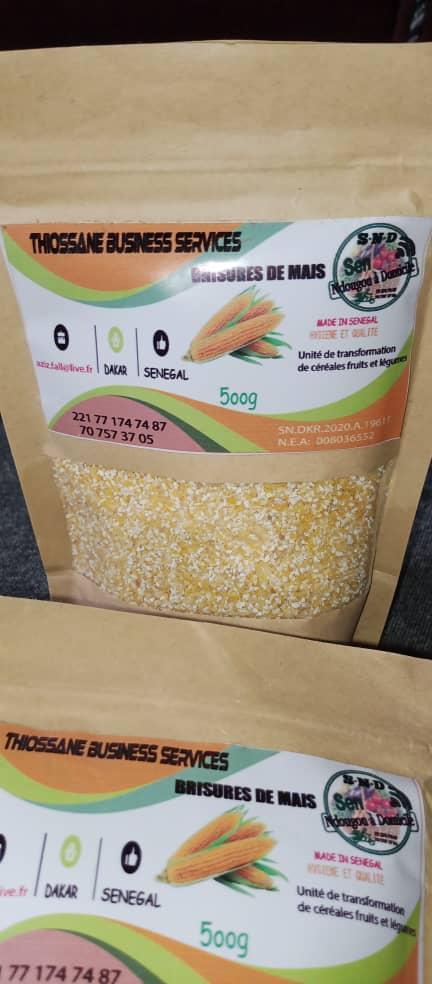 THIOSSANE BUSINESS SERVICES
BRISURES DE MAIS
S-N-D
Sen
Ndougou à Domicile
MADE IN SENEGAL
HYGIENE ET QUALITE
Unité de transformation
de céréales fruits et légumes
aziz.fall@live.fr
DAKAR
SENEGAL
500g
221 77 174 74 87
70 757 37 05
SN.DKR.2020.A.1961
N.E.A: 008036552
THIOSSANE BUSINESS SERVICES
BRISURES DE MAIS
S-N-D
Sen
Ndougou à Domicile
MADE IN SENEGAL
HYGIENE ET QUALITE
Unité de transformation
de céréales fruits et légumes
ive.fr
DAKAR
SENEGAL
500g
77 174 74 87